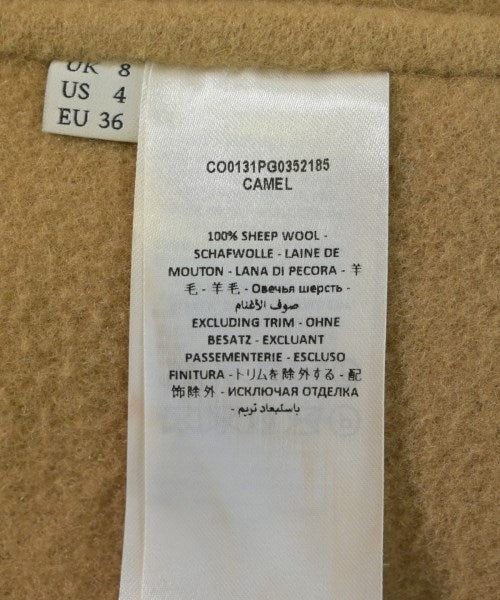 UK 8
US 4
EU 36
CO0131PG0352185
CAMEL
100% SHEEP WOOL -
SCHAFWOLLE - LAINE DE
MOUTON - LANA DI PECORA - 羊
毛 - 羊毛 - Овечья шерсть -
صوف الأغنام
EXCLUDING TRIM - OHNE
BESATZ - EXCLUANT
PASSEMENTERIE - ESCLUSO
FINITURA - トリムを除外する - 配
饰除外 - ИСКЛЮЧАЯ ОТДЕЛКА
- باستبعاد تريم